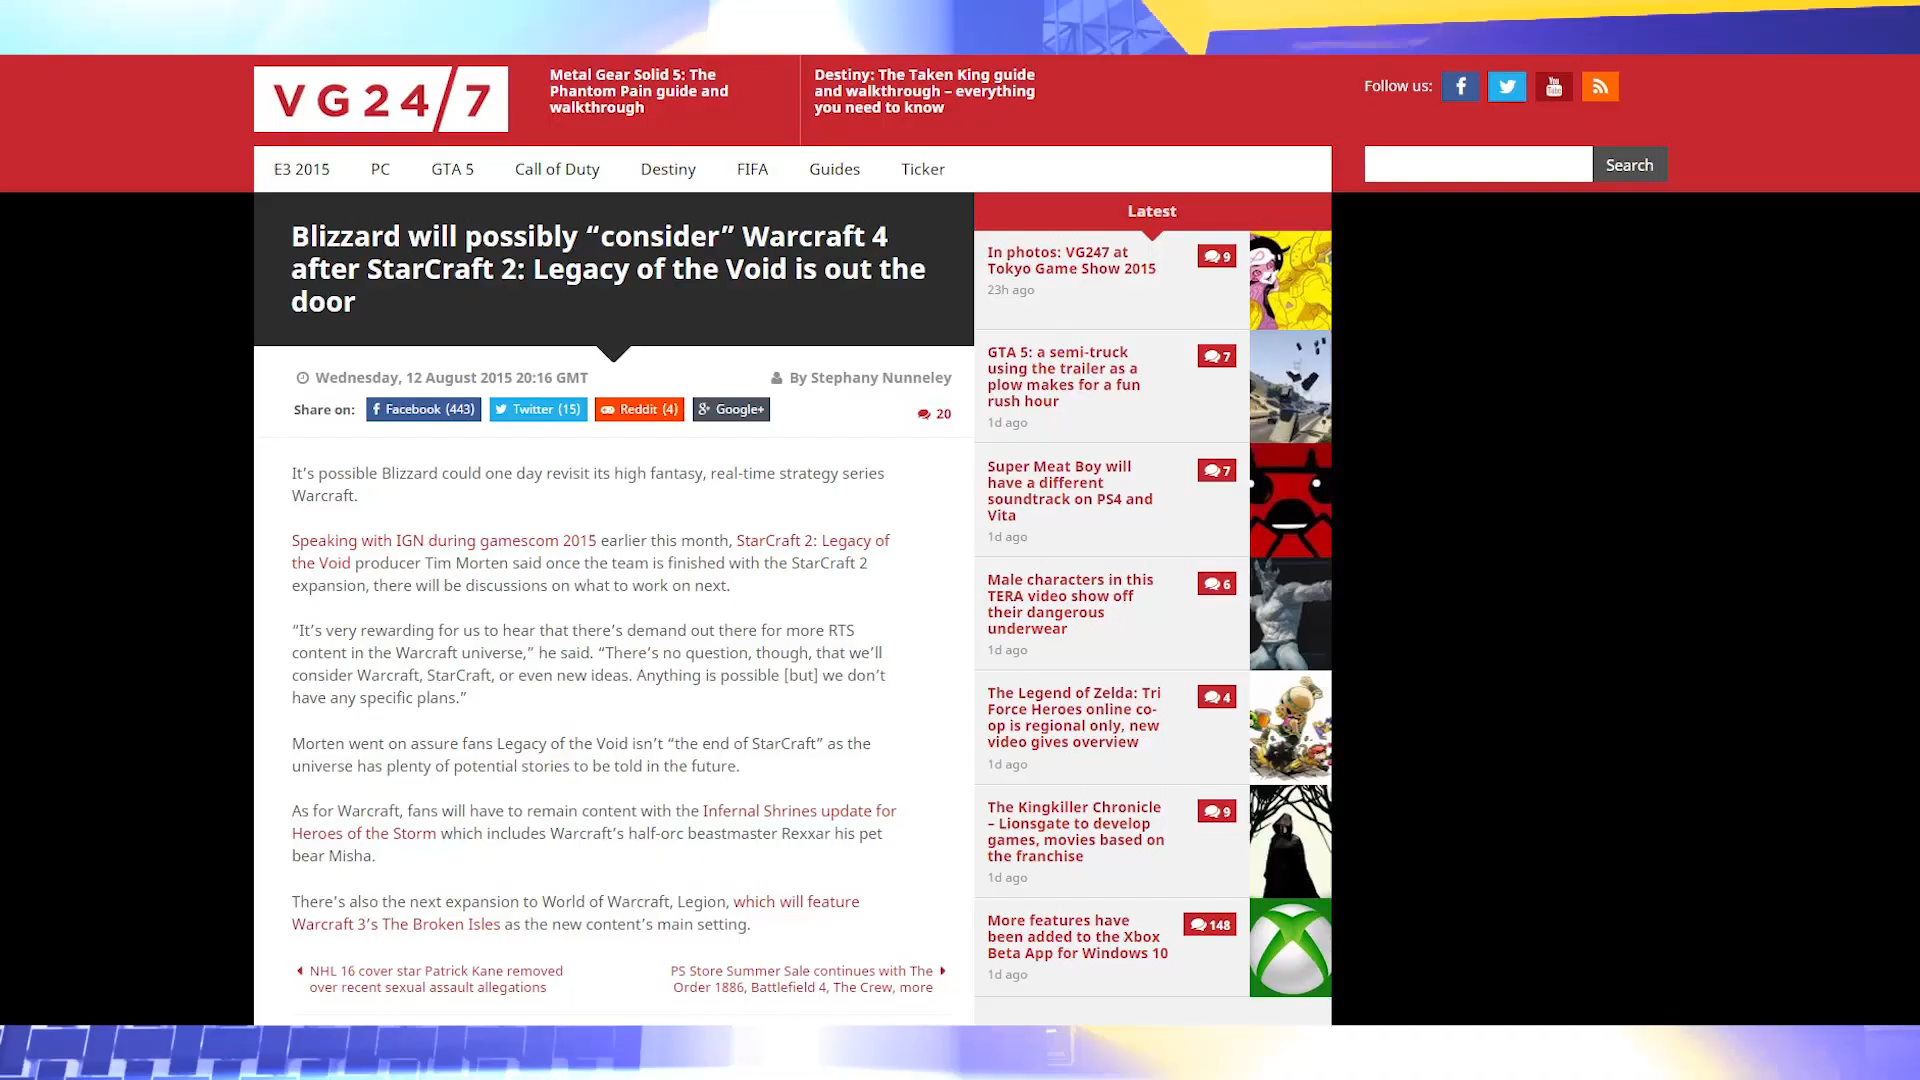 VG24/7
Metal Gear Solid 5: The
Phantom Pain guide and
walkthrough
Destiny: The Taken King guide
and walkthrough – everything
you need to know
Follow us:
You
Tube
E3 2015 PC GTA 5 Call of Duty Destiny FIFA Guides Ticker
Search
Blizzard will possibly “consider” Warcraft 4
after StarCraft 2: Legacy of the Void is out the
door
Wednesday, 12 August 2015 20:16 GMT
By Stephany Nunneley
Share on: Facebook (443) Twitter (15) Reddit (4) Google+
20
It’s possible Blizzard could one day revisit its high fantasy, real-time strategy series
Warcraft.
Speaking with IGN during gamescom 2015 earlier this month, StarCraft 2: Legacy of
the Void producer Tim Morten said once the team is finished with the StarCraft 2
expansion, there will be discussions on what to work on next.
“It’s very rewarding for us to hear that there’s demand out there for more RTS
content in the Warcraft universe,” he said. “There’s no question, though, that we’ll
consider Warcraft, StarCraft, or even new ideas. Anything is possible [but] we don’t
have any specific plans.”
Morten went on assure fans Legacy of the Void isn’t “the end of StarCraft” as the
universe has plenty of potential stories to be told in the future.
As for Warcraft, fans will have to remain content with the Infernal Shrines update for
Heroes of the Storm which includes Warcraft’s half-orc beastmaster Rexxar his pet
bear Misha.
There’s also the next expansion to World of Warcraft, Legion, which will feature
Warcraft 3’s The Broken Isles as the new content’s main setting.
NHL 16 cover star Patrick Kane removed
over recent sexual assault allegations
PS Store Summer Sale continues with The
Order 1886, Battlefield 4, The Crew, more
Latest
In photos: VG247 at
Tokyo Game Show 2015
23h ago
9
GTA 5: a semi-truck
using the trailer as a
plow makes for a fun
rush hour
1d ago
7
Super Meat Boy will
have a different
soundtrack on PS4 and
Vita
1d ago
7
Male characters in this
TERA video show off
their dangerous
underwear
1d ago
6
The Legend of Zelda: Tri
Force Heroes online co-
op is regional only, new
video gives overview
1d ago
4
The Kingkiller Chronicle
– Lionsgate to develop
games, movies based on
the franchise
1d ago
9
More features have
been added to the Xbox
Beta App for Windows 10
1d ago
148